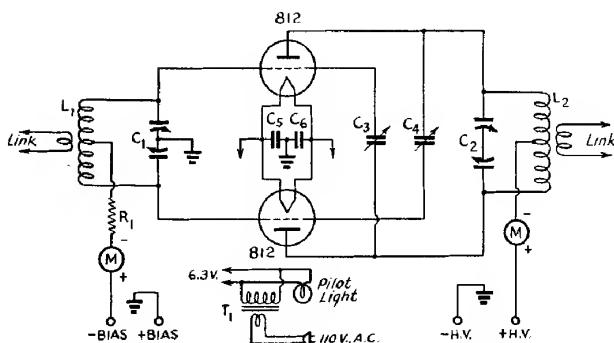 812
L1
Link
C1
C5 C6
C3
C4
C2
L2
Link
R1
-
M
+
812
6.3V.
Pilot
Light
T1
110 V. A.C.
-
M
+
-BIAS
+BIAS
-H.V.
+H.V.